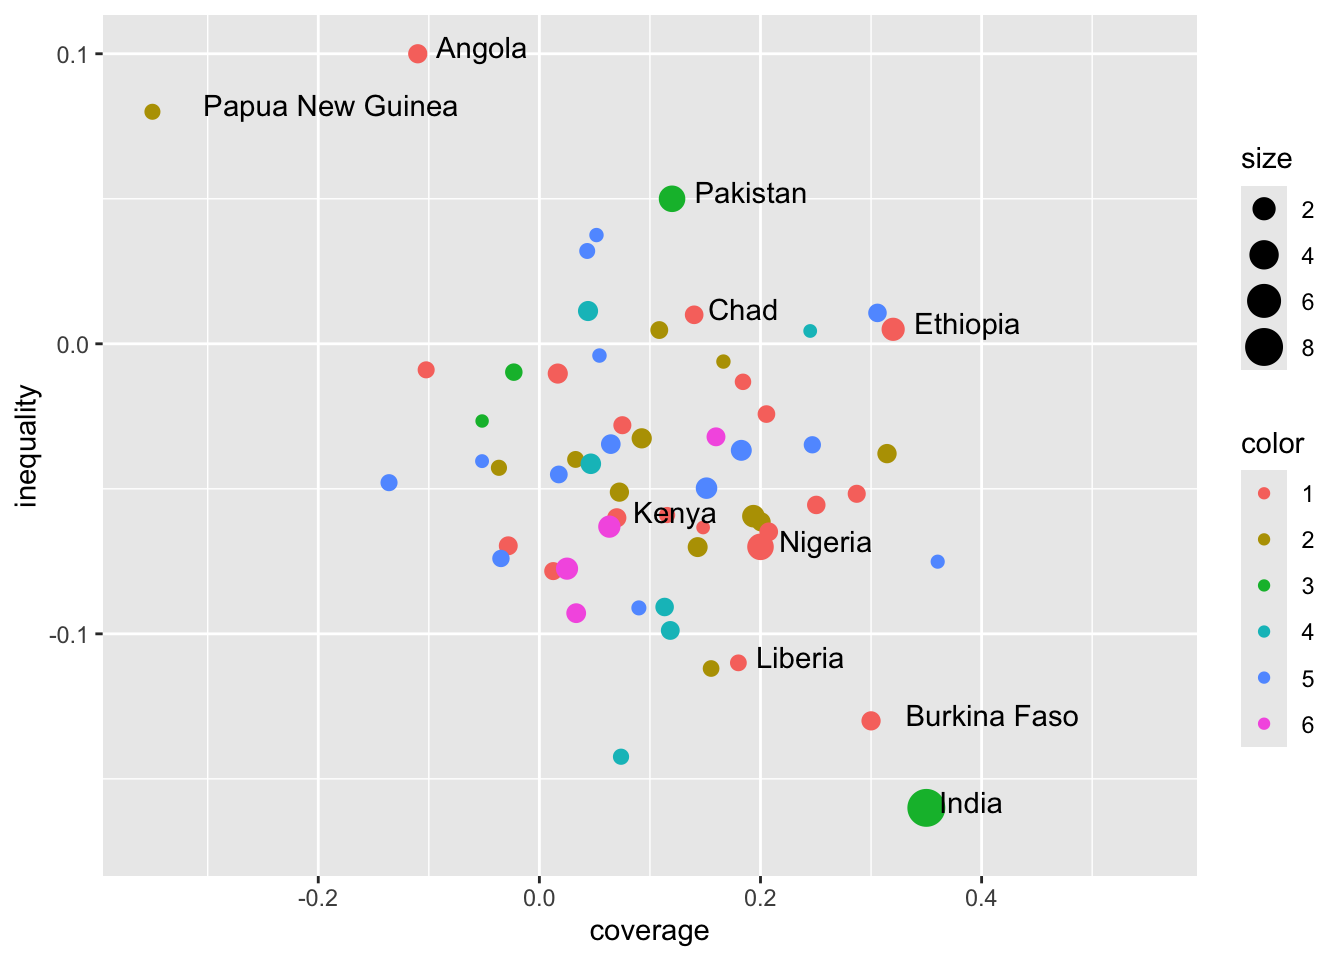 Angola
Papua New Guinea
Pakistan
Chad
Ethiopia
Kenya
Nigeria
Liberia
Burkina Faso
India
0.1
0.0
-0.1
inequality
-0.2
0.0
0.2
0.4
coverage
size
2
4
6
8
color
1
2
3
4
5
6